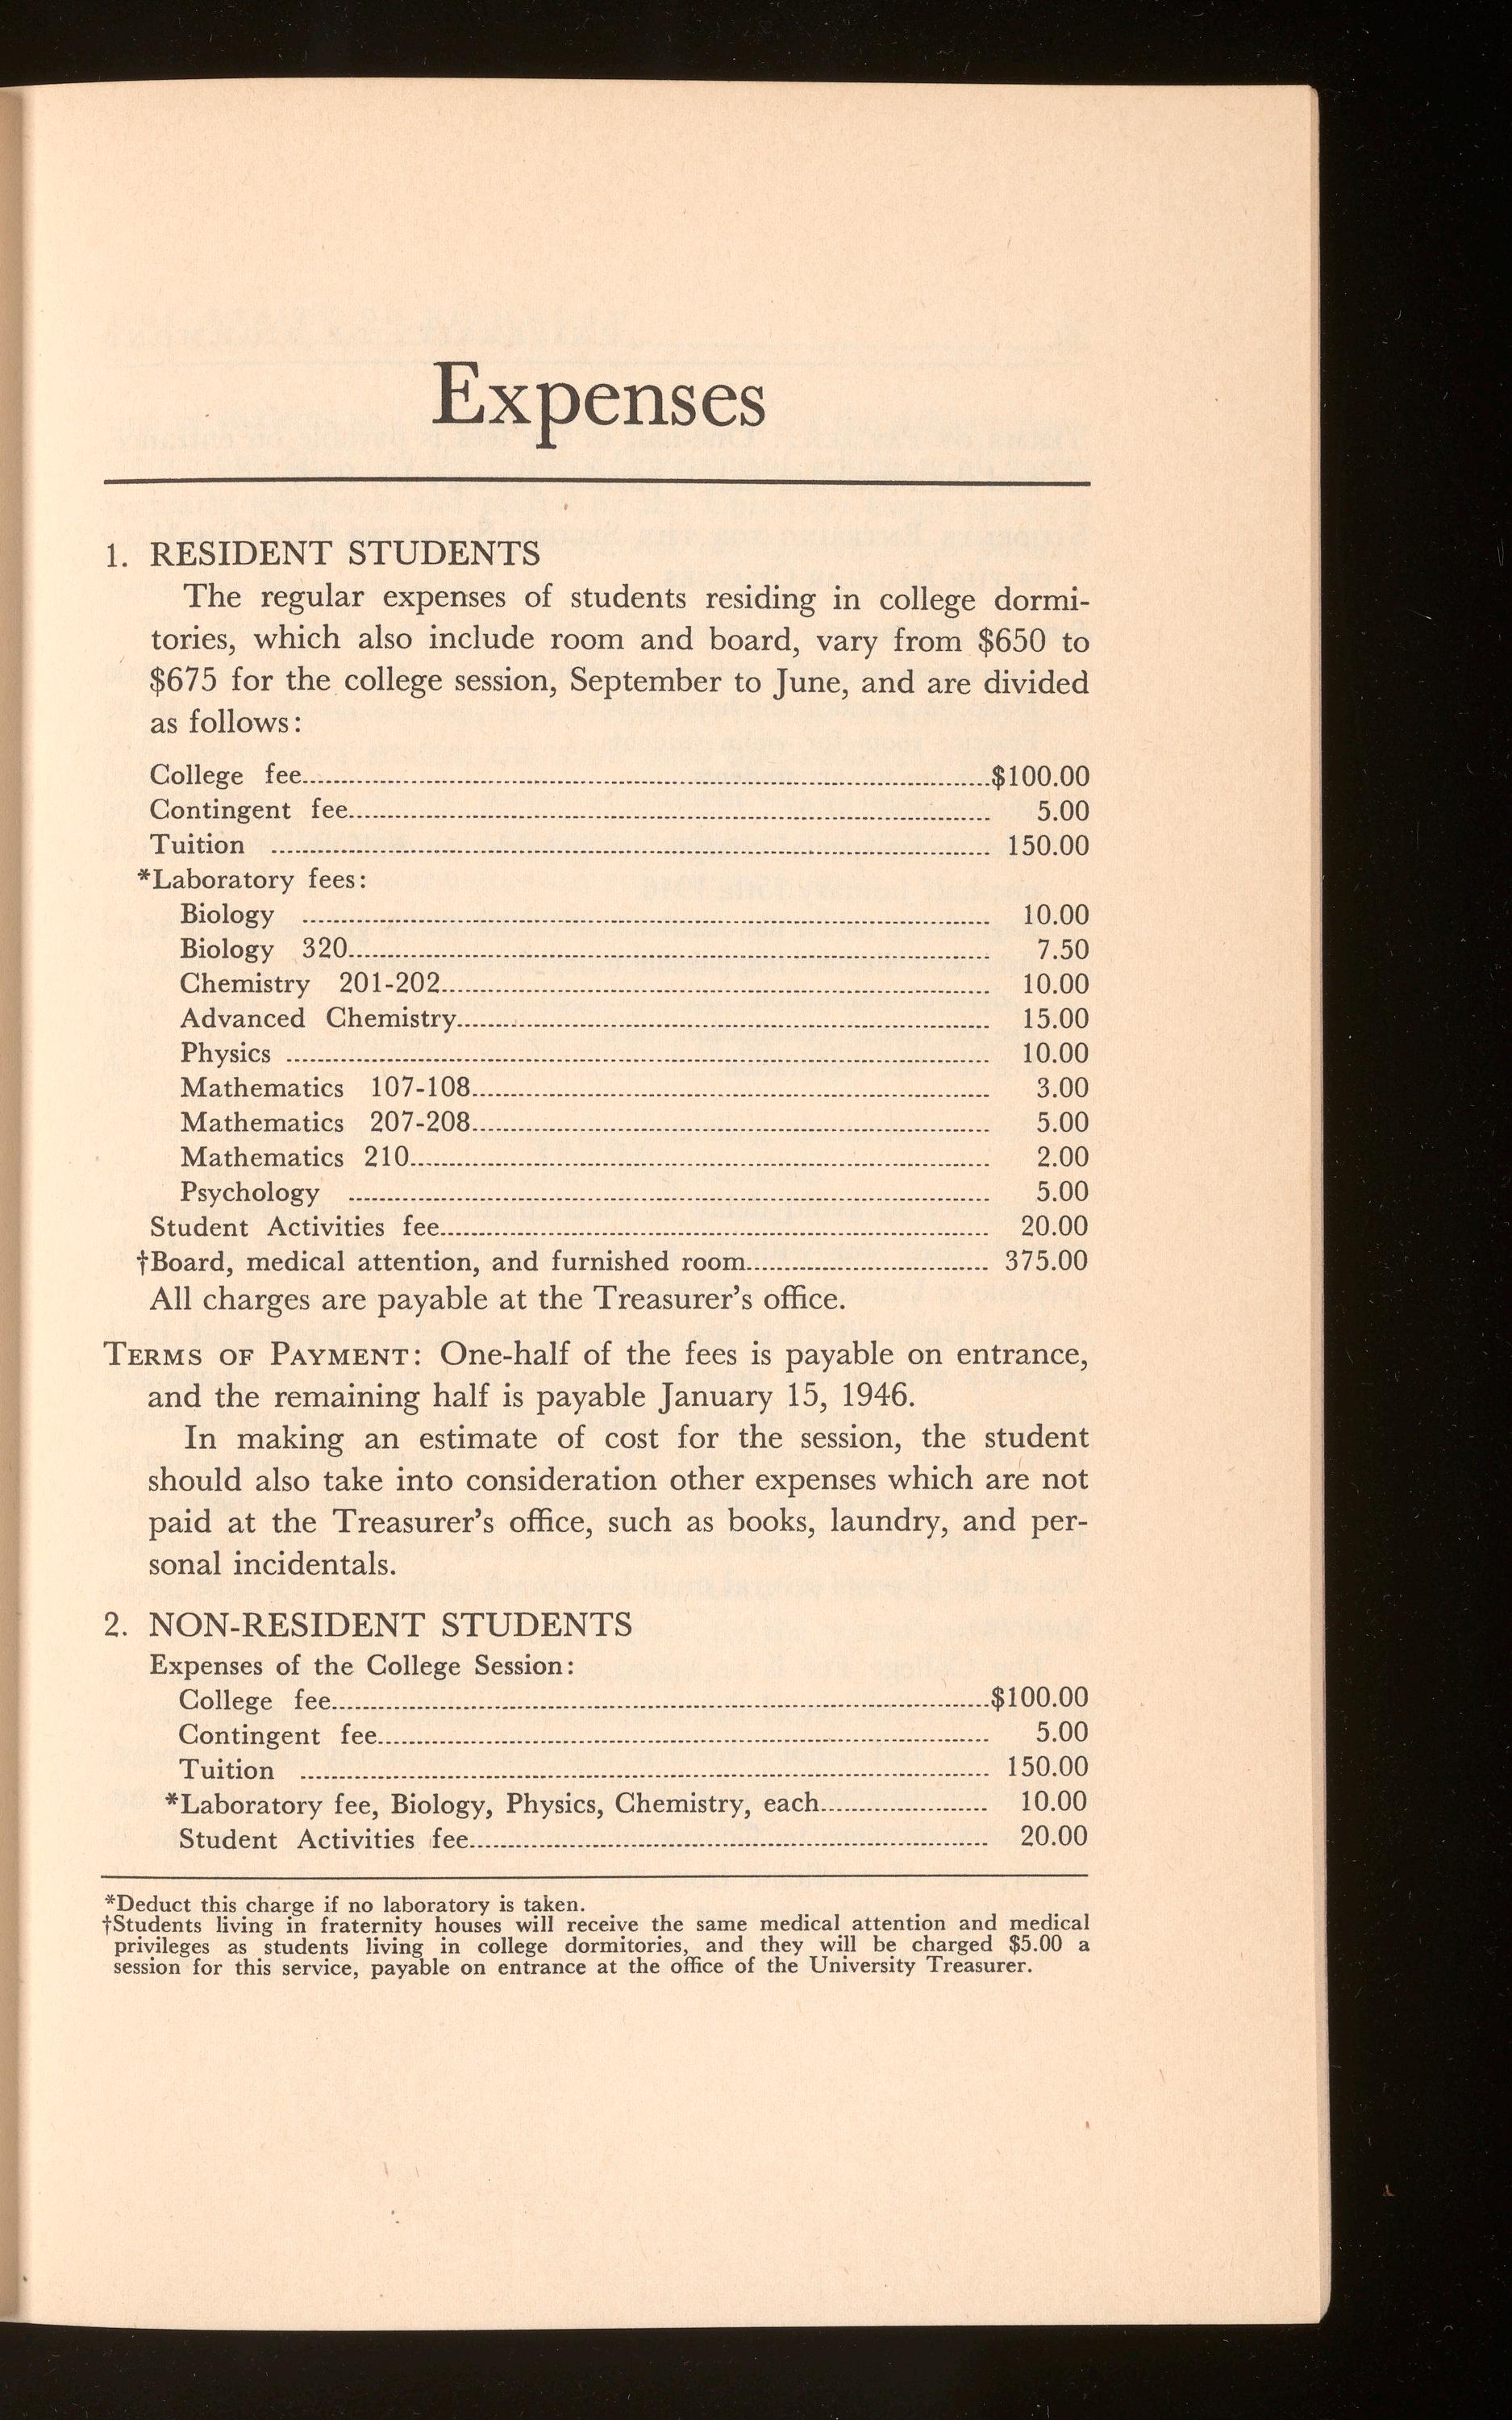 Expenses
1. RESIDENT STUDENTS
The regular expenses of students residing in college dormi-
tories, which also include room and board, vary from $650 to
$675 for the college session, September to June, and are divided
as follows:
College fee $100.00
Contingent fee 5.00
Tuition 150.00
*Laboratory fees:
Biology 10.00
Biology 320 7.50
Chemistry 201-202 10.00
Advanced Chemistry 15.00
Physics 10.00
Mathematics 107-108 3.00
Mathematics 207-208 5.00
Mathematics 210 2.00
Psychology 5.00
Student Activities fee 20.00
†Board, medical attention, and furnished room 375.00
All charges are payable at the Treasurer's office.
TERMS OF PAYMENT: One-half of the fees is payable on entrance,
and the remaining half is payable January 15, 1946.
In making an estimate of cost for the session, the student
should also take into consideration other expenses which are not
paid at the Treasurer's office, such as books, laundry, and per-
sonal incidentals.
2. NON-RESIDENT STUDENTS
Expenses of the College Session:
College fee $100.00
Contingent fee 5.00
Tuition 150.00
*Laboratory fee, Biology, Physics, Chemistry, each 10.00
Student Activities fee 20.00
*Deduct this charge if no laboratory is taken.
†Students living in fraternity houses will receive the same medical attention and medical
privileges as students living in college dormitories, and they will be charged $5.00 a
session for this service, payable on entrance at the office of the University Treasurer.